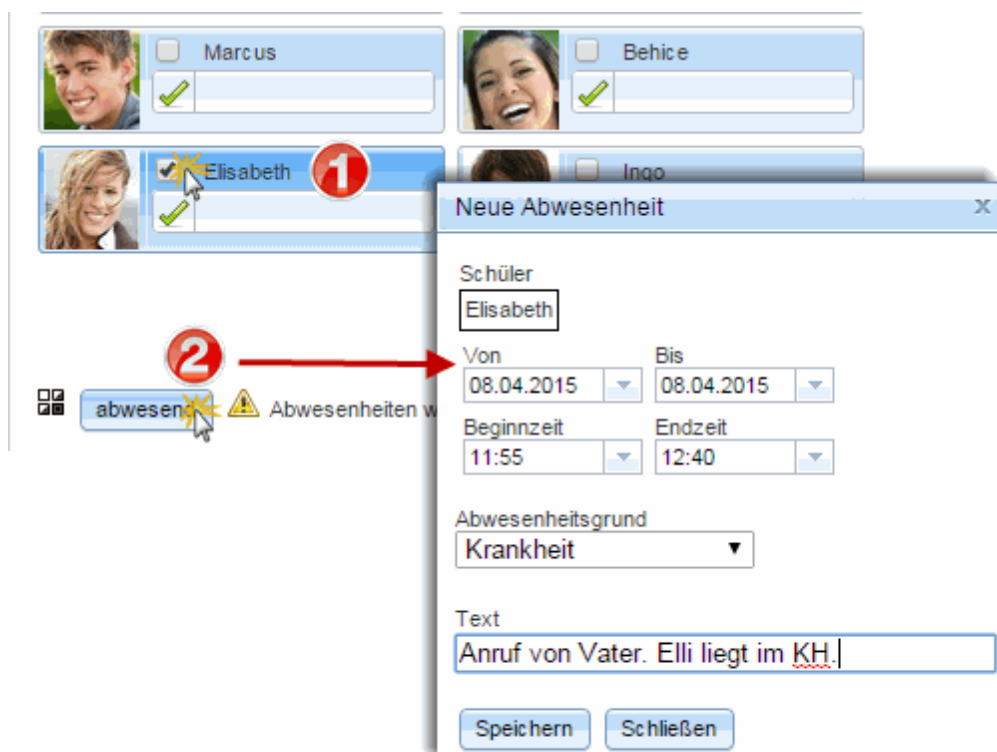 Marcus
Behice
Elisabeth
1
Ingo
Neue Abwesenheit x
Schüler
Elisabeth
Von Bis
08.04.2015 08.04.2015
Beginnzeit Endzeit
11:55 12:40
Abwesenheitsgrund
Krankheit
Text
Anruf von Vater. Elli liegt im KH.
Speichern Schließen
2
abwesend Abwesenheiten w